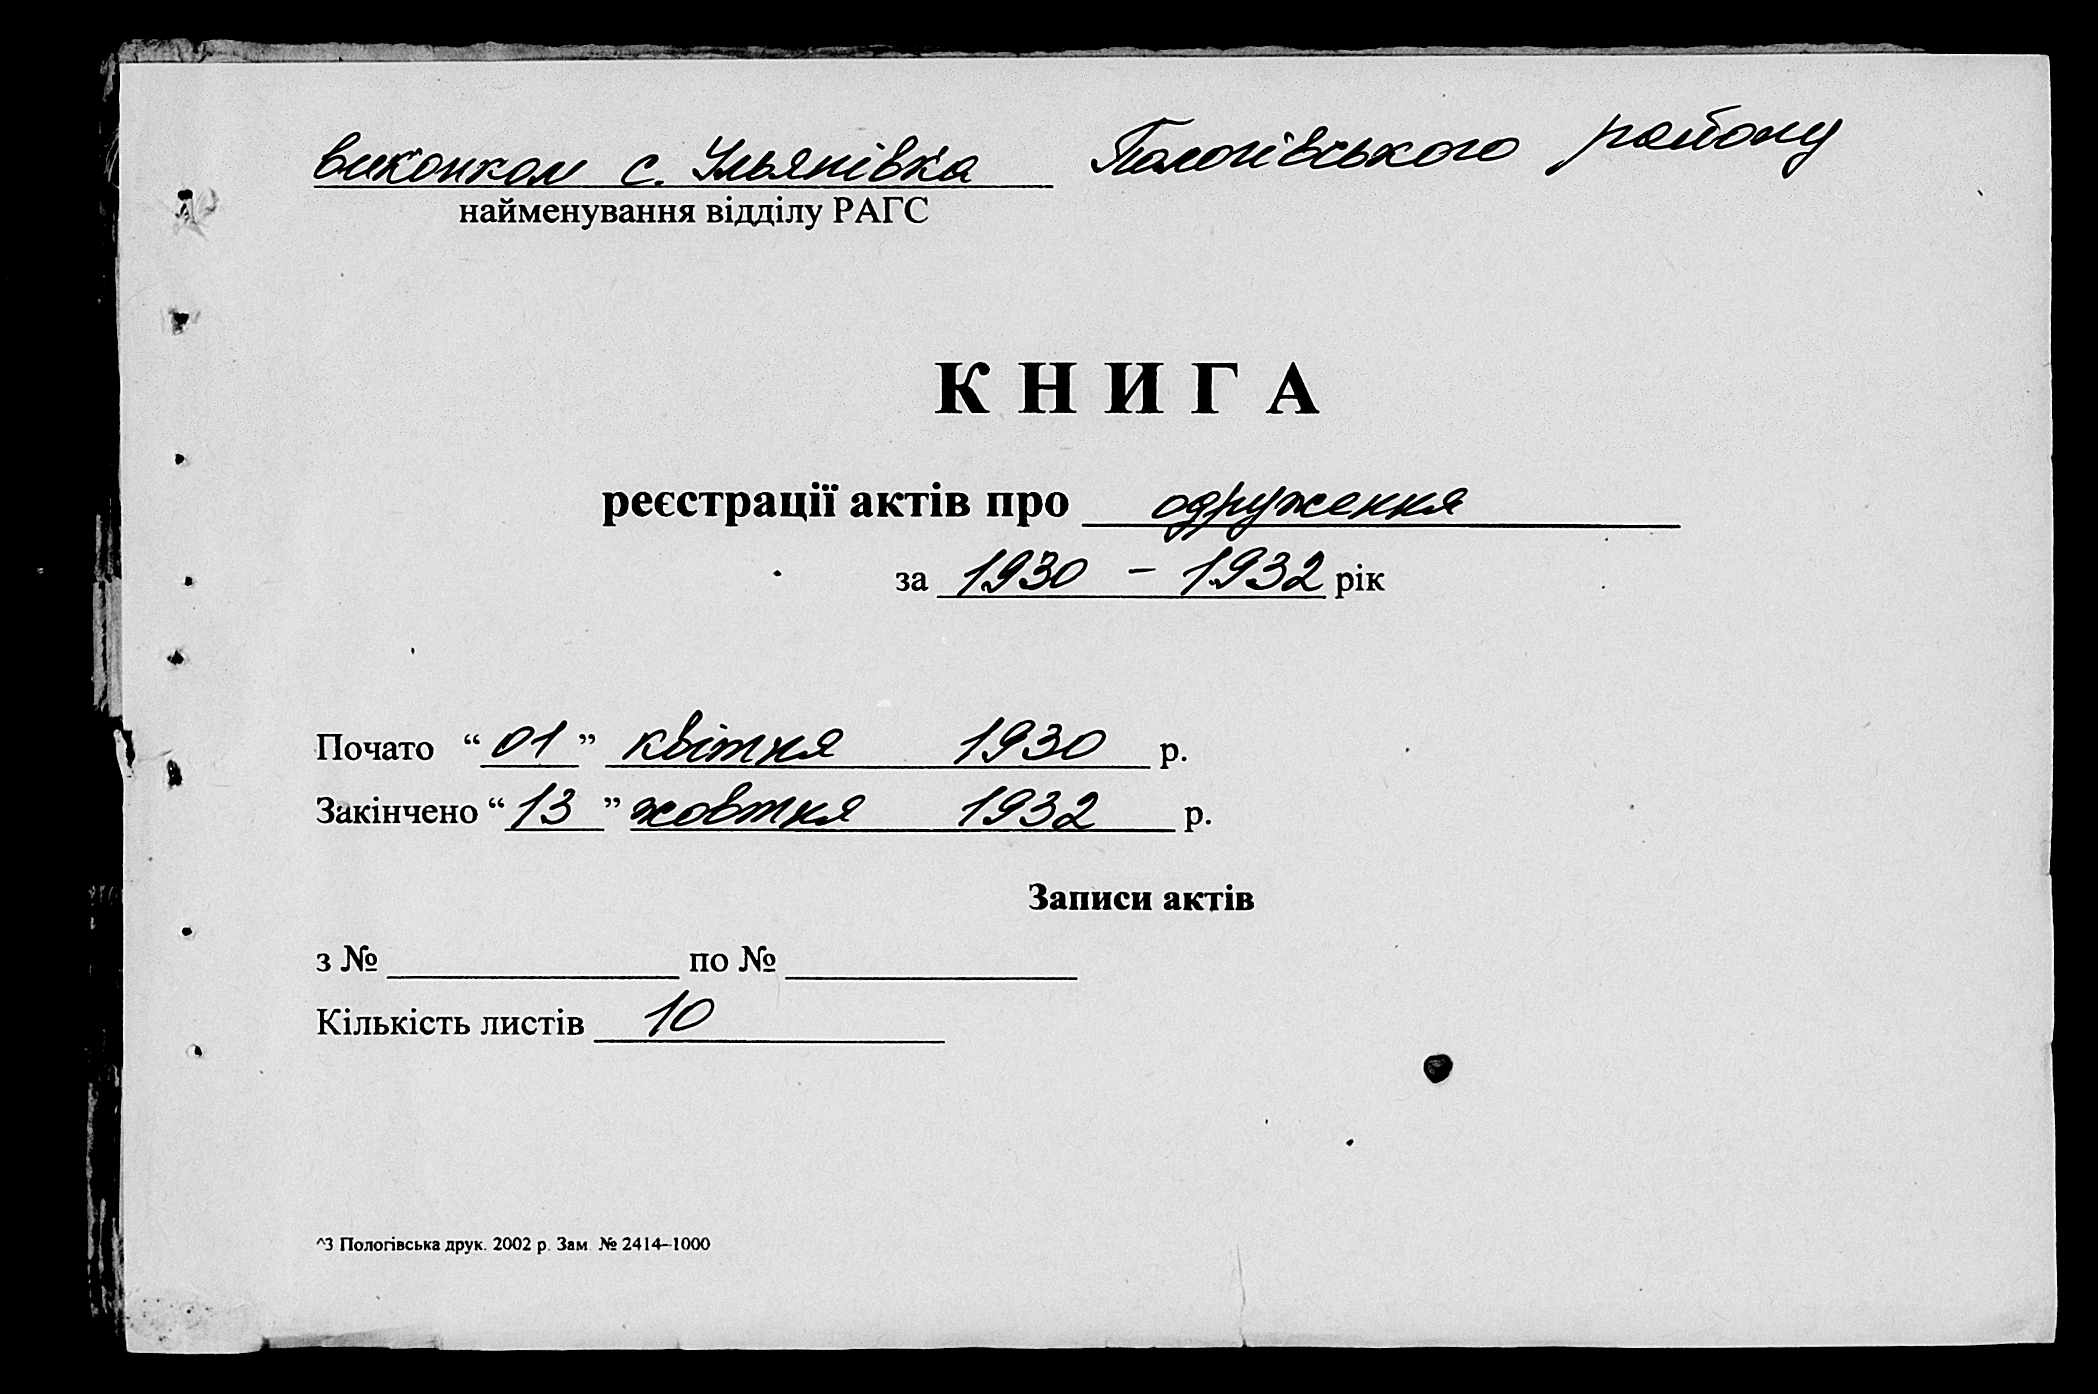 виконком с. Ульянівка Пологівського району
найменування відділу РАГС
КНИГА
реєстрації актів про одруження
за 1930 – 1932 рік
Почато “01” квітня 1930 р.
Закінчено “13” жовтня 1932 р.
Записи актів
з № по №
Кількість листів 10
^З Пологівська друк. 2002 р. Зам. № 2414–1000